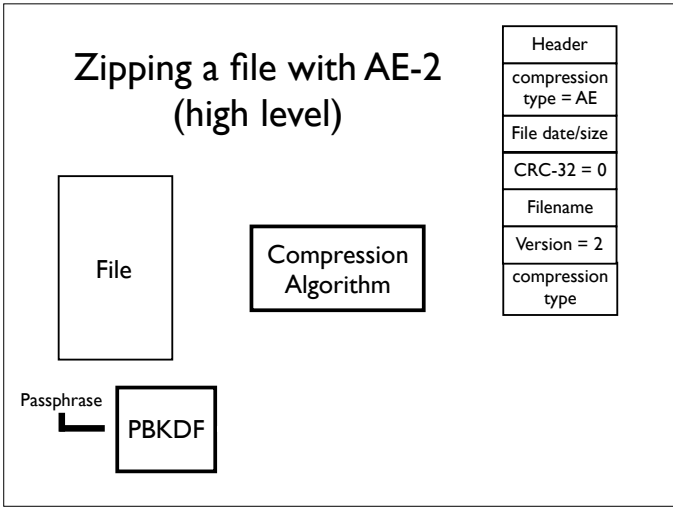 Zipping a file with AE-2
(high level)
Header
compression
type = AE
File date/size
CRC-32 = 0
Filename
Version = 2
compression
type
File
Compression
Algorithm
Passphrase
PBKDF